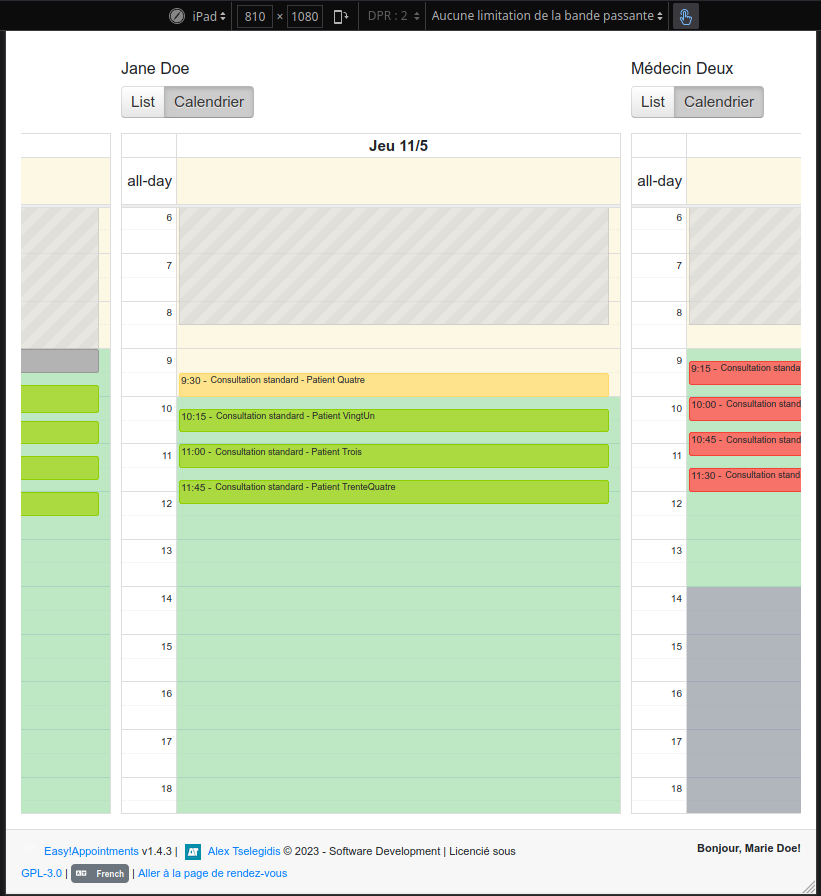 iPad 810 × 1080 DPR : 2 Aucune limitation de la bande passante
Jane Doe
List Calendrier
Jeu 11/5
all-day
6
7
8
9
9:30 - Consultation standard - Patient Quatre
10
10:15 - Consultation standard - Patient VingtUn
11:00 - Consultation standard - Patient Trois
11
11:45 - Consultation standard - Patient TrenteQuatre
12
13
14
15
16
17
18
Médecin Deux
List Calendrier
all-day
6
7
8
9
9:15 - Consultation standa
10:00 - Consultation stand
10
10:45 - Consultation stand
11
11:30 - Consultation stand
12
13
14
15
16
17
18
Easy!Appointments v1.4.3 | AT Alex Tselegidis © 2023 - Software Development | Licencié sous
GPL-3.0 | French | Aller à la page de rendez-vous
Bonjour, Marie Doe!